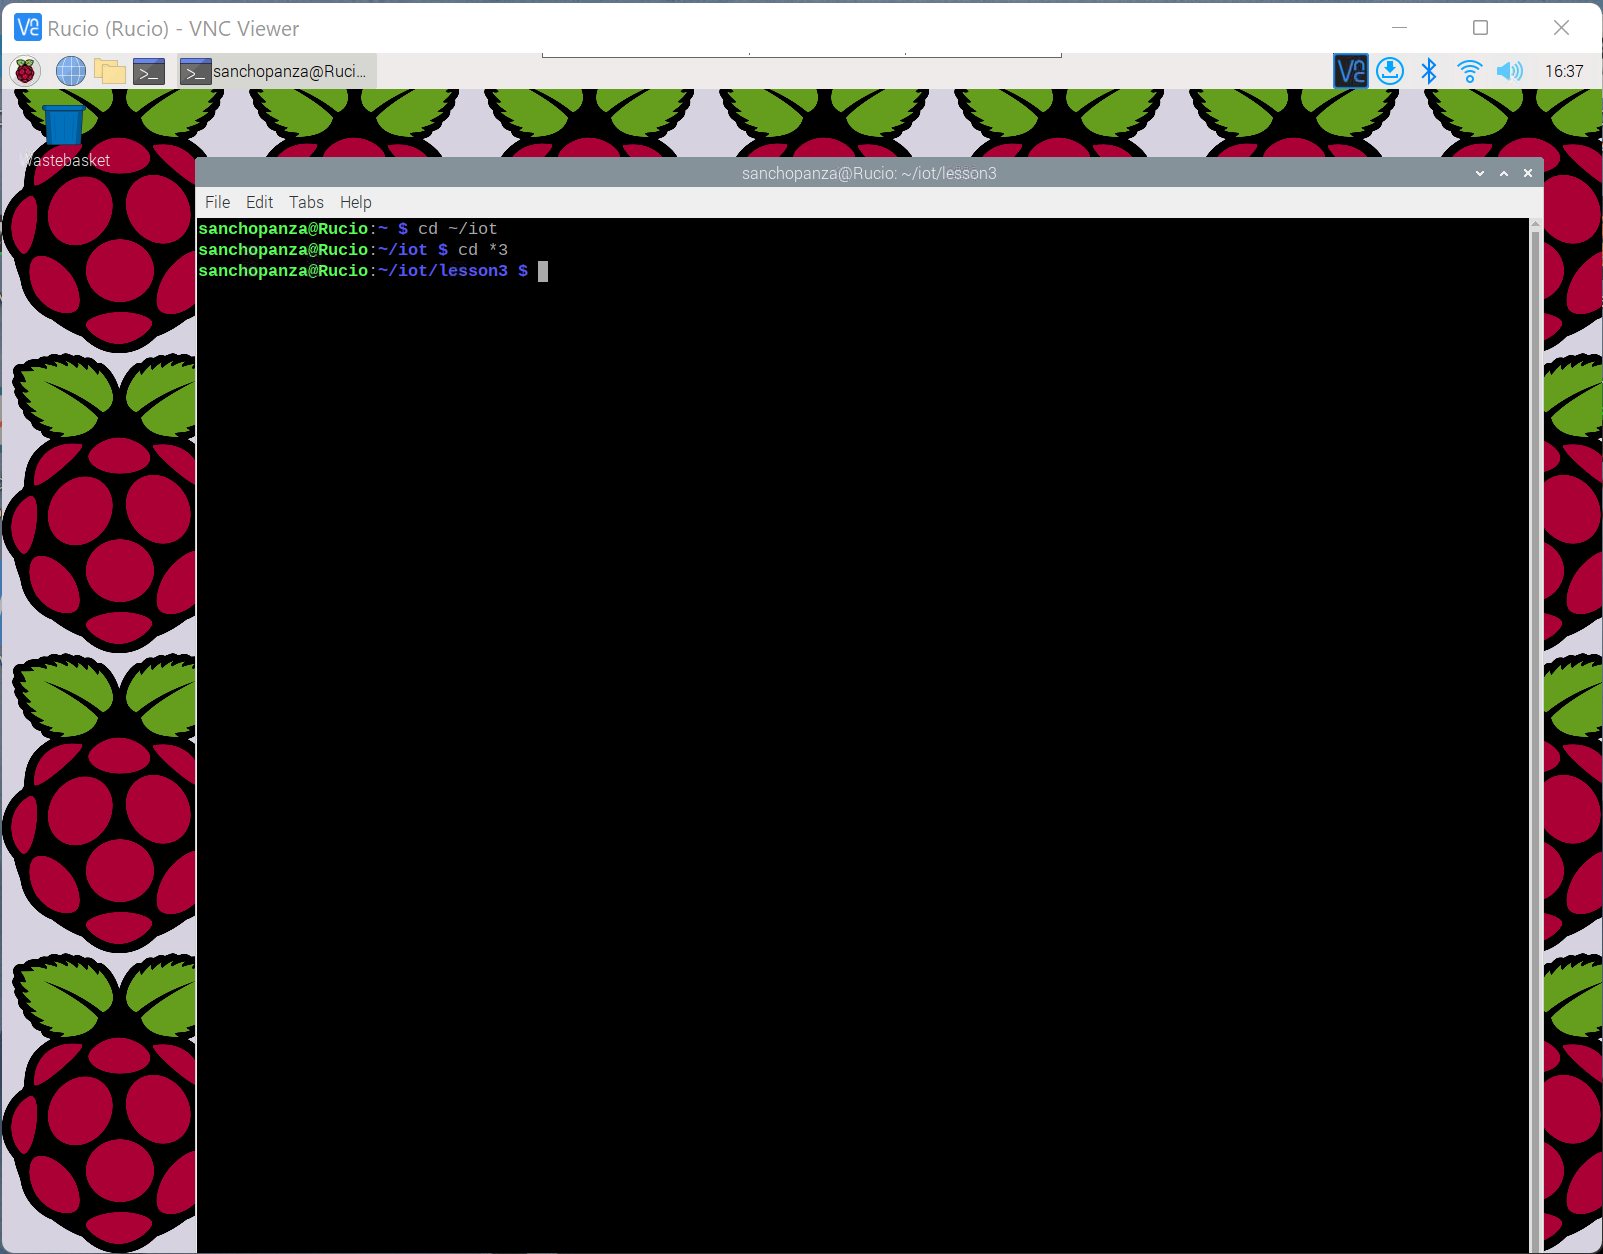 Rucio (Rucio) - VNC Viewer
sanchopanza@Ruci...
16:37
Wastebasket
sanchopanza@Rucio: ~/iot/lesson3
File Edit Tabs Help
sanchopanza@Rucio:~ $ cd ~/iot
sanchopanza@Rucio:~/iot $ cd *3
sanchopanza@Rucio:~/iot/lesson3 $